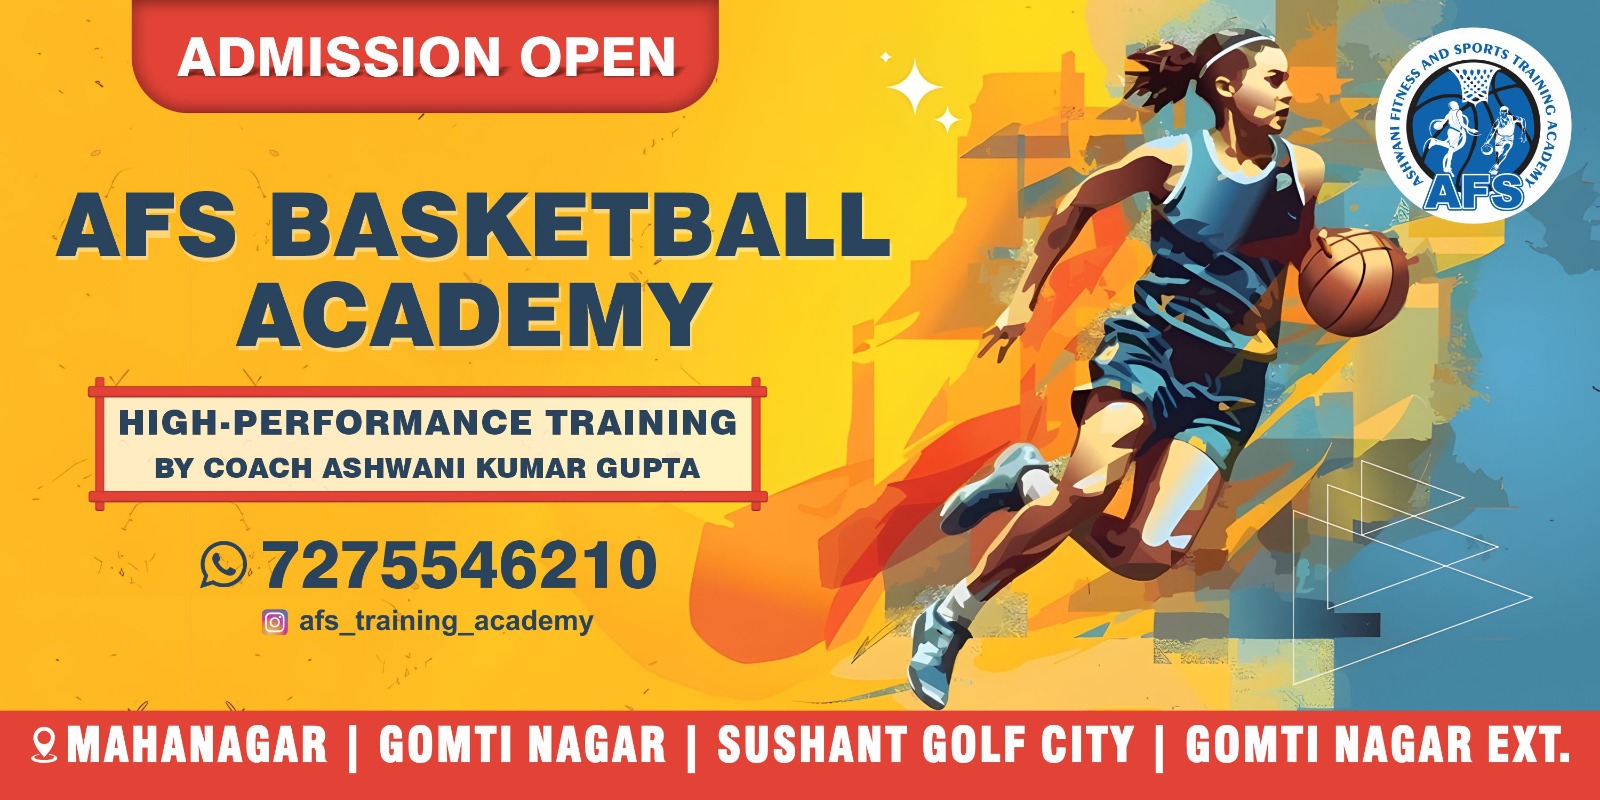 ADMISSION OPEN
ASHWANI FITNESS AND SPORTS TRAINING ACADEMY
AFS
AFS BASKETBALL
ACADEMY
HIGH-PERFORMANCE TRAINING
BY COACH ASHWANI KUMAR GUPTA
7275546210
afs_training_academy
MAHANAGAR | GOMTI NAGAR | SUSHANT GOLF CITY | GOMTI NAGAR EXT.